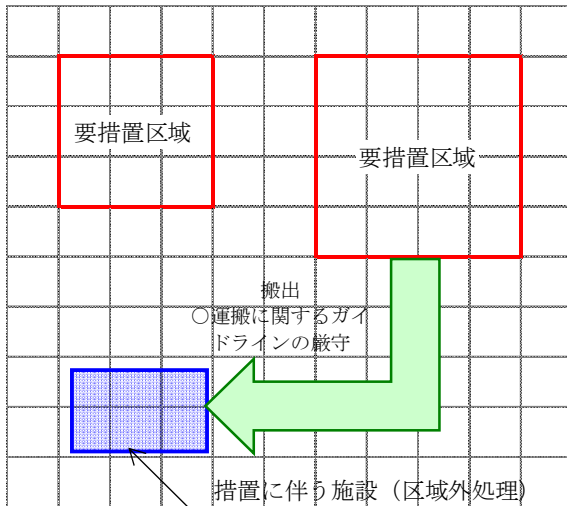 要措置区域
要措置区域
搬出
○運搬に関するガイ
ドラインの厳守
措置に伴う施設（区域外処理）